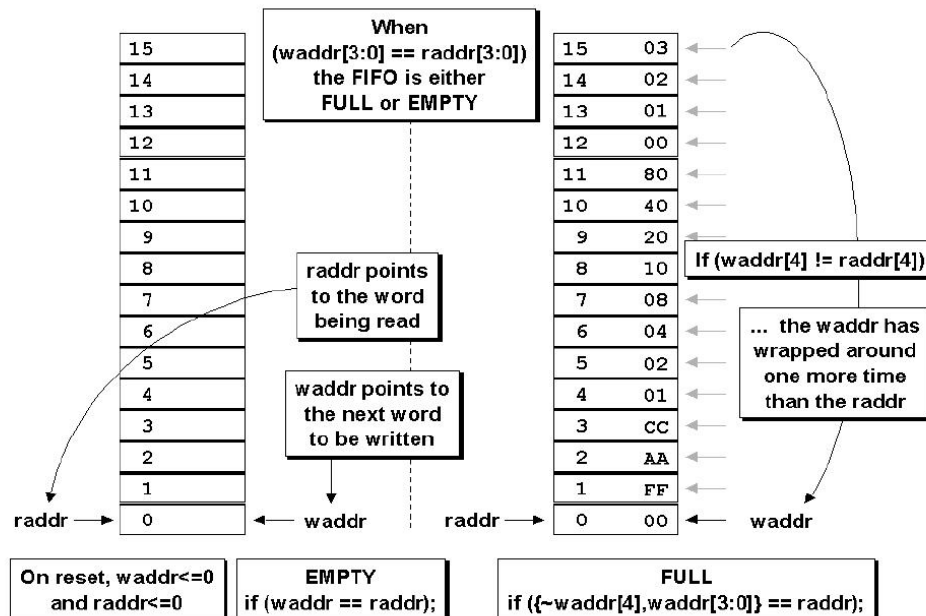 When
(waddr[3:0] == raddr[3:0])
the FIFO is either
FULL or EMPTY
15
14
13
12
11
10
9
8
7
6
5
4
3
2
1
raddr
0
waddr
raddr points
to the word
being read
waddr points to
the next word
to be written
15 03
14 02
13 01
12 00
11 80
10 40
9 20
8 10
7 08
6 04
5 02
4 01
3 CC
2 AA
1 FF
raddr
0 00
waddr
If (waddr[4] != raddr[4])
... the waddr has
wrapped around
one more time
than the raddr
On reset, waddr<=0
and raddr<=0
EMPTY
if (waddr == raddr);
FULL
if ({~waddr[4],waddr[3:0]} == raddr);